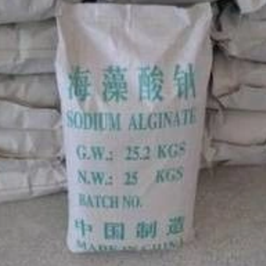 海藻酸钠
SODIUM ALGINATE
G.W.: 25.2 KGS
N.W.: 25 KGS
BATCH NO.
中国制造
MADE IN CHINA